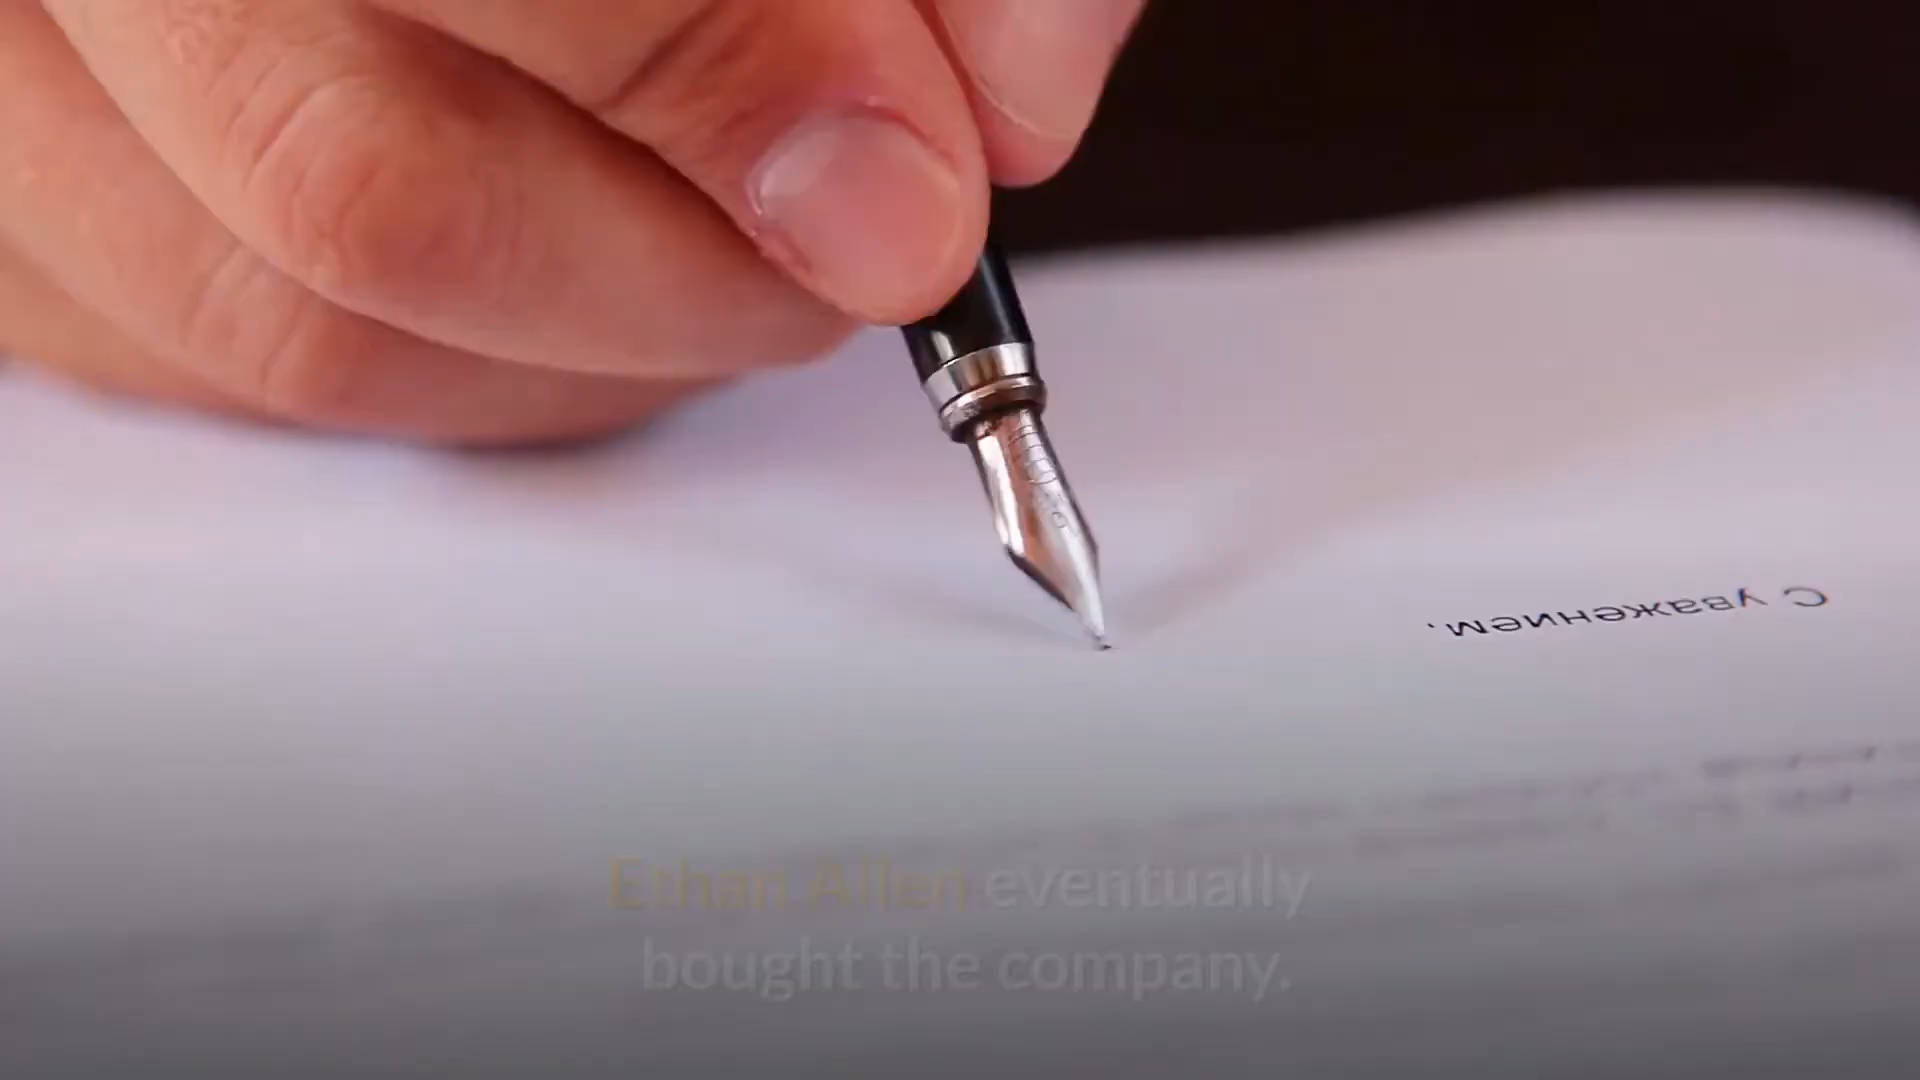 С уважением,
Ethan Allen eventually
bought the company.